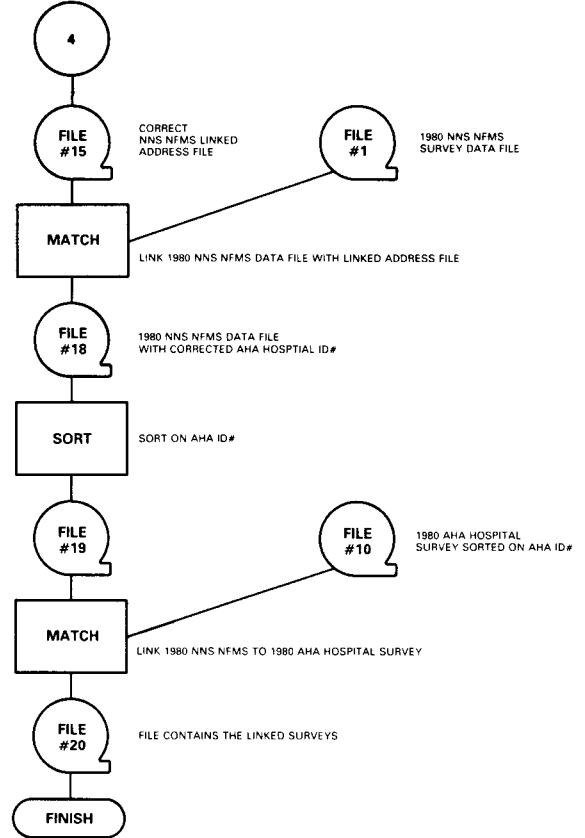 4
FILE
#15
CORRECT
NNS NFMS LINKED
ADDRESS FILE
FILE
#1
1980 NNS NFMS
SURVEY DATA FILE
MATCH
LINK 1980 NNS NFMS DATA FILE WITH LINKED ADDRESS FILE
FILE
#18
1980 NNS NFMS DATA FILE
WITH CORRECTED AHA HOSPTIAL ID#
SORT
SORT ON AHA ID#
FILE
#19
FILE
#10
1980 AHA HOSPITAL
SURVEY SORTED ON AHA ID#
MATCH
LINK 1980 NNS NFMS TO 1980 AHA HOSPITAL SURVEY
FILE
#20
FILE CONTAINS THE LINKED SURVEYS
FINISH